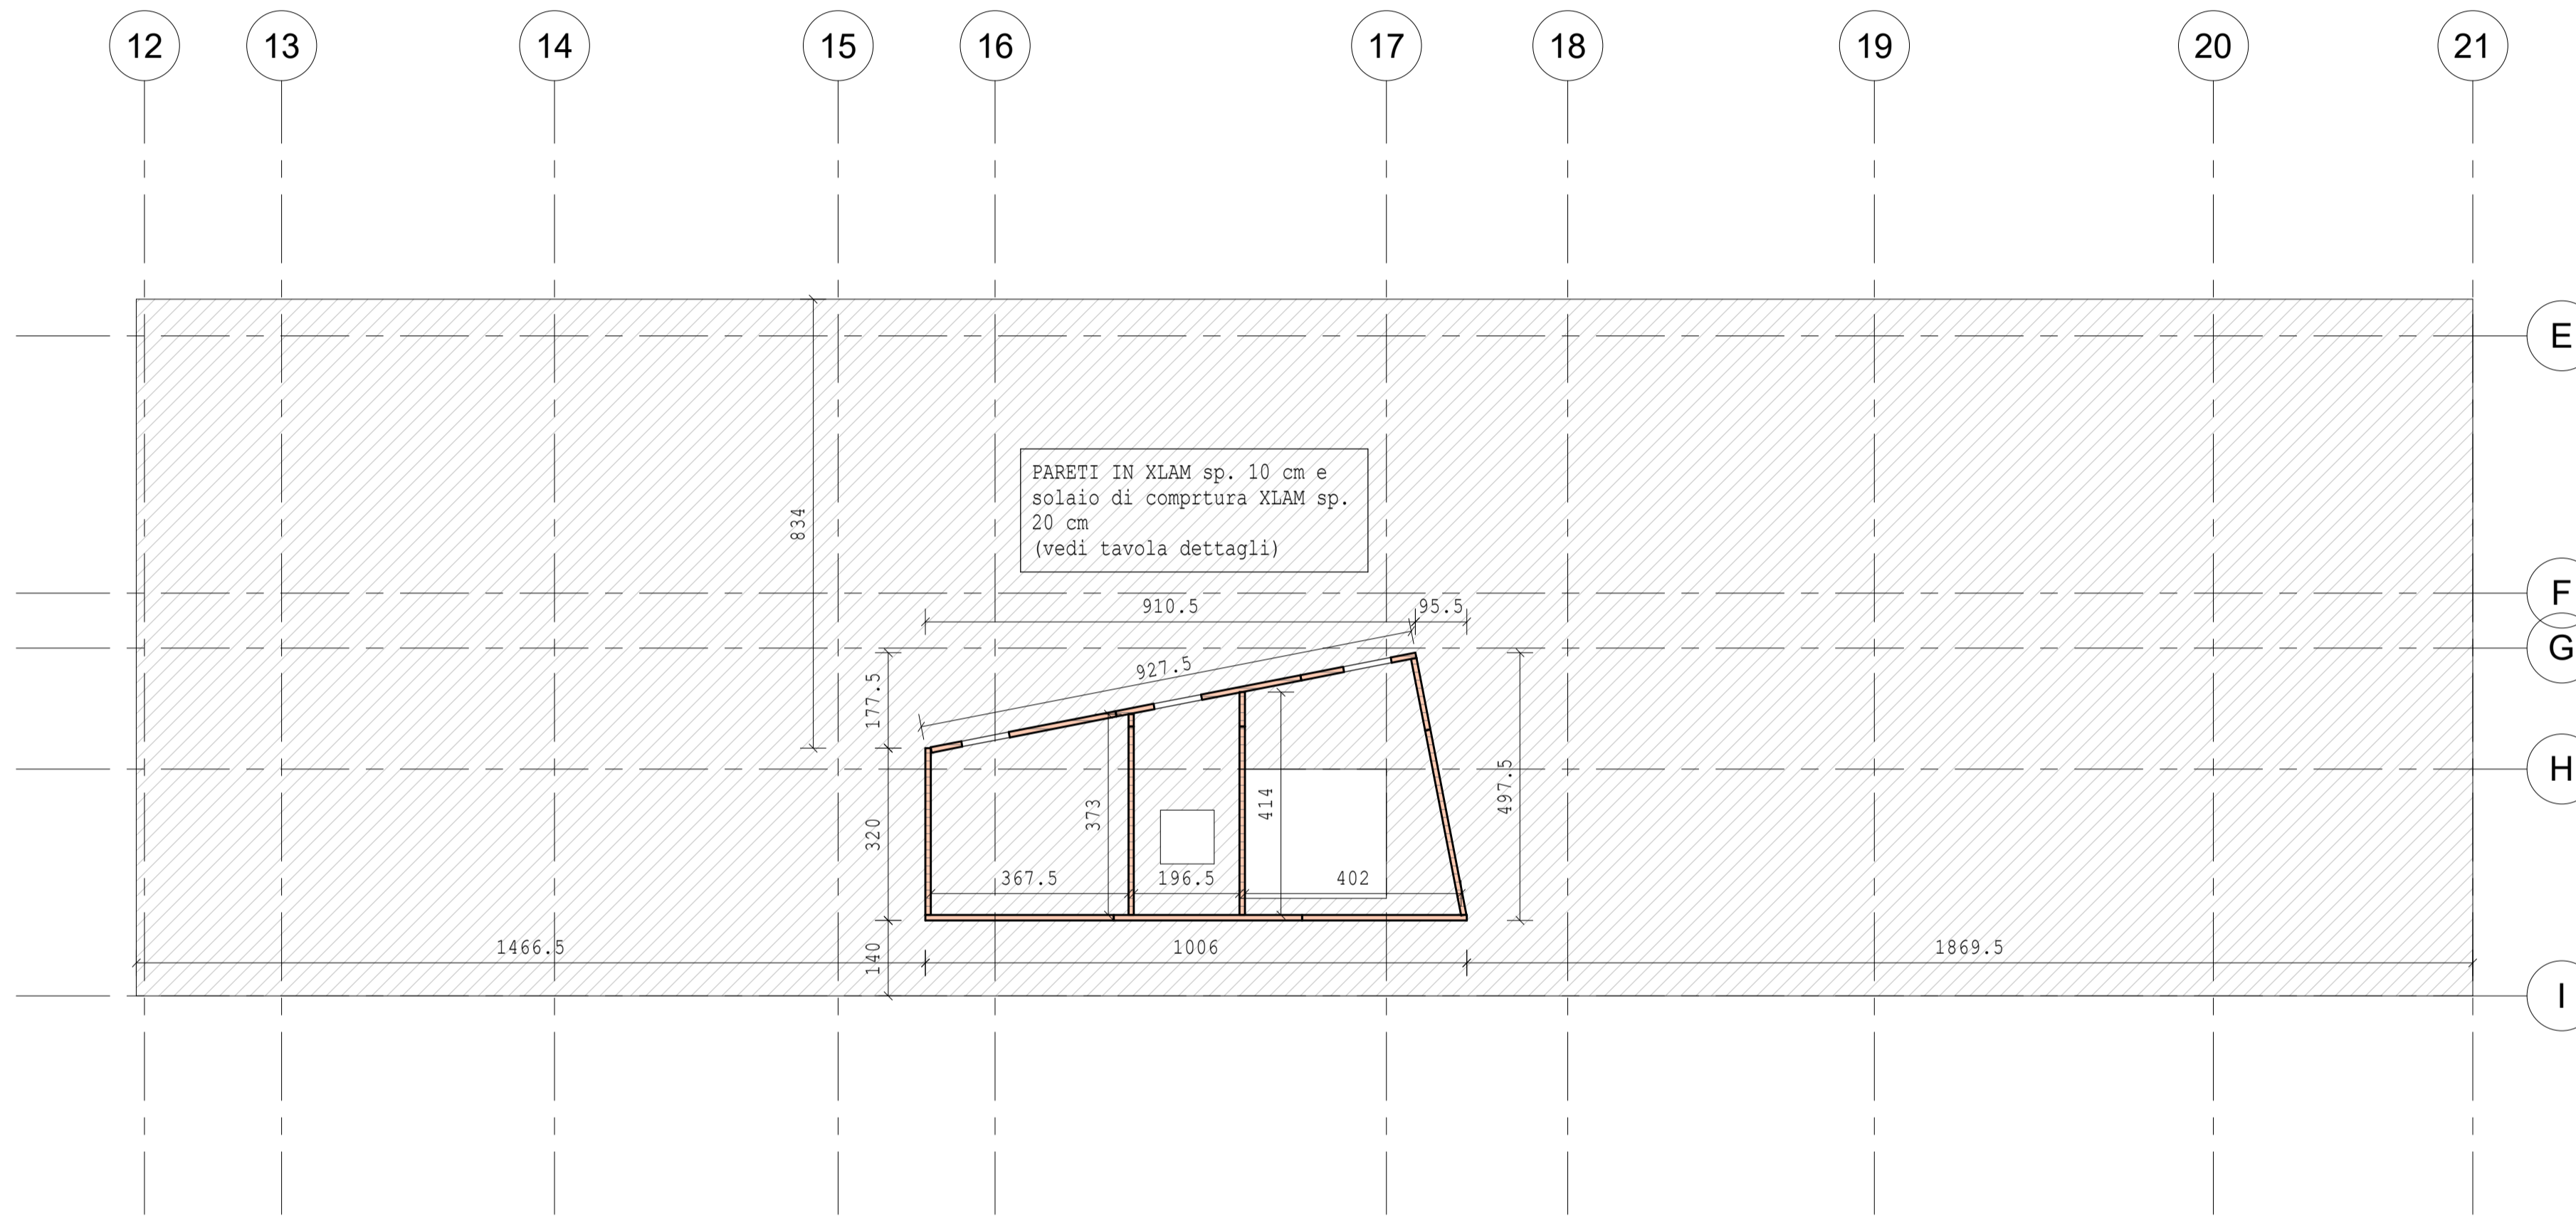 12 13 14 15 16 17 18 19 20 21
E
834
PARETI IN XLAM sp. 10 cm e
solaio di comprtura XLAM sp.
20 cm
(vedi tavola dettagli)
F
910.5 95.5
G
927.5
177.5
H
497.5
373
414
320
367.5 196.5 402
1466.5 1006 1869.5
140
I